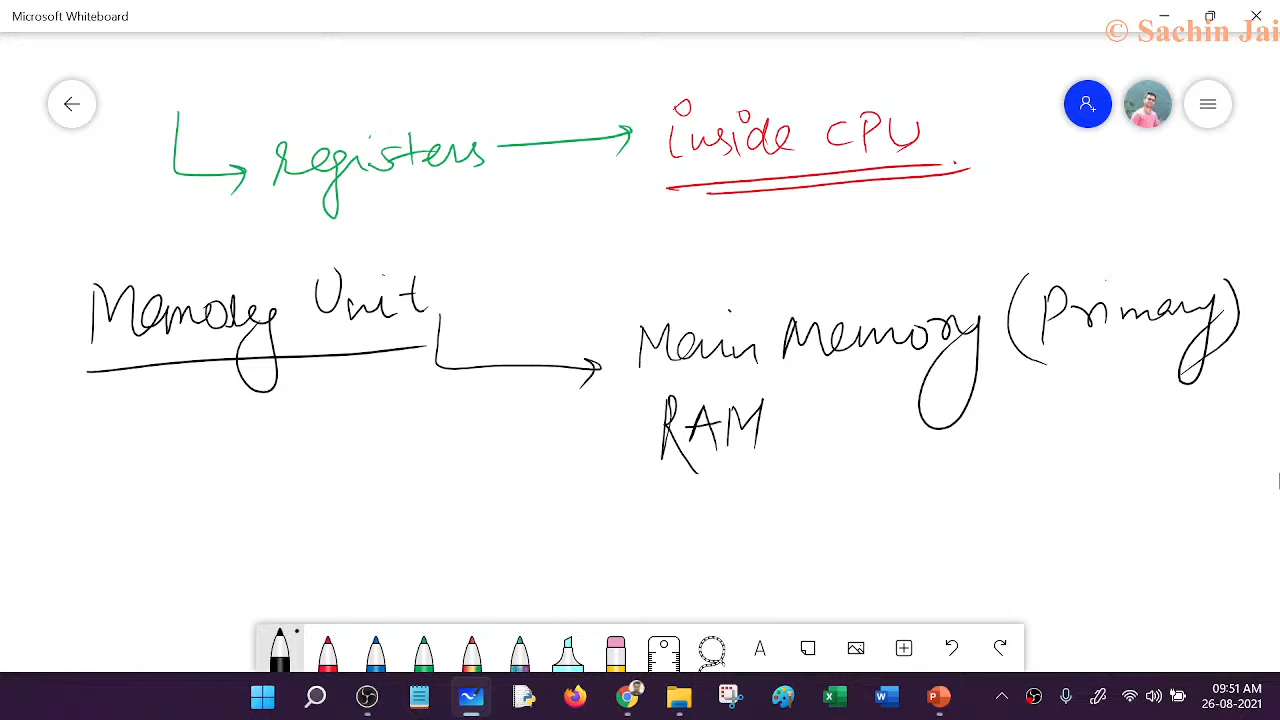 Microsoft Whiteboard
© Sachin Jai
registers → inside CPU
Memory Unit
Main Memory (Primary)
RAM
A
09:51 AM
26-08-2021